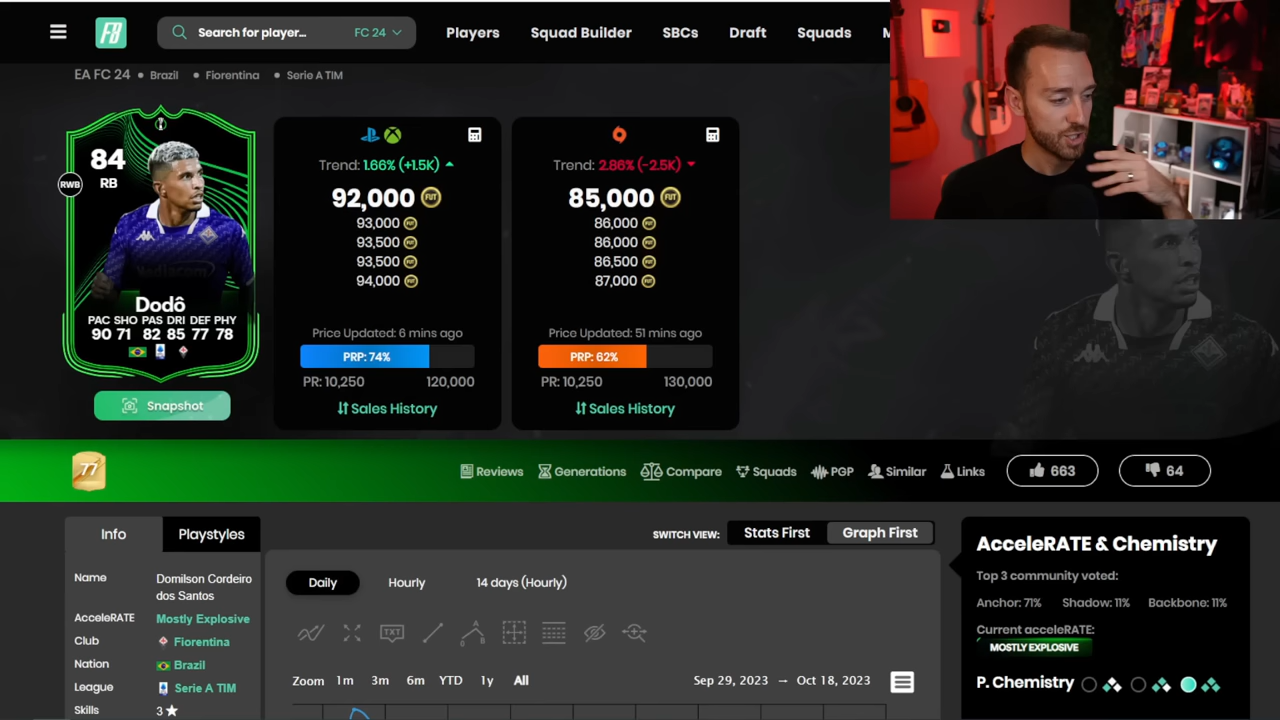 FB
Search for player...
FC 24
Players
Squad Builder
SBCs
Draft
Squads
M
EA FC 24 • Brazil • Fiorentina • Serie A TIM
84
RB
RWB
Dodô
PAC SHO PAS DRI DEF PHY
90 71 82 85 77 78
Snapshot
Trend: 1.66% (+1.5K)
92,000 FUT
93,000
93,500
93,500
94,000
Price Updated: 6 mins ago
PRP: 74%
PR: 10,250 120,000
Sales History
Trend: 2.86% (-2.5K)
85,000 FUT
86,000
86,000
86,500
87,000
Price Updated: 51 mins ago
PRP: 62%
PR: 10,250 130,000
Sales History
77
Reviews
Generations
Compare
Squads
PGP
Similar
Links
663
64
Info
Playstyles
Name Domilson Cordeiro
dos Santos
AcceleRATE Mostly Explosive
Club Fiorentina
Nation Brazil
League Serie A TIM
Skills 3
SWITCH VIEW: Stats First Graph First
Daily
Hourly
14 days (Hourly)
TXT
Zoom 1m 3m 6m YTD 1y All
Sep 29, 2023 → Oct 18, 2023
AcceleRATE & Chemistry
Top 3 community voted:
Anchor: 71% Shadow: 11% Backbone: 11%
Current acceleRATE:
MOSTLY EXPLOSIVE
P. Chemistry